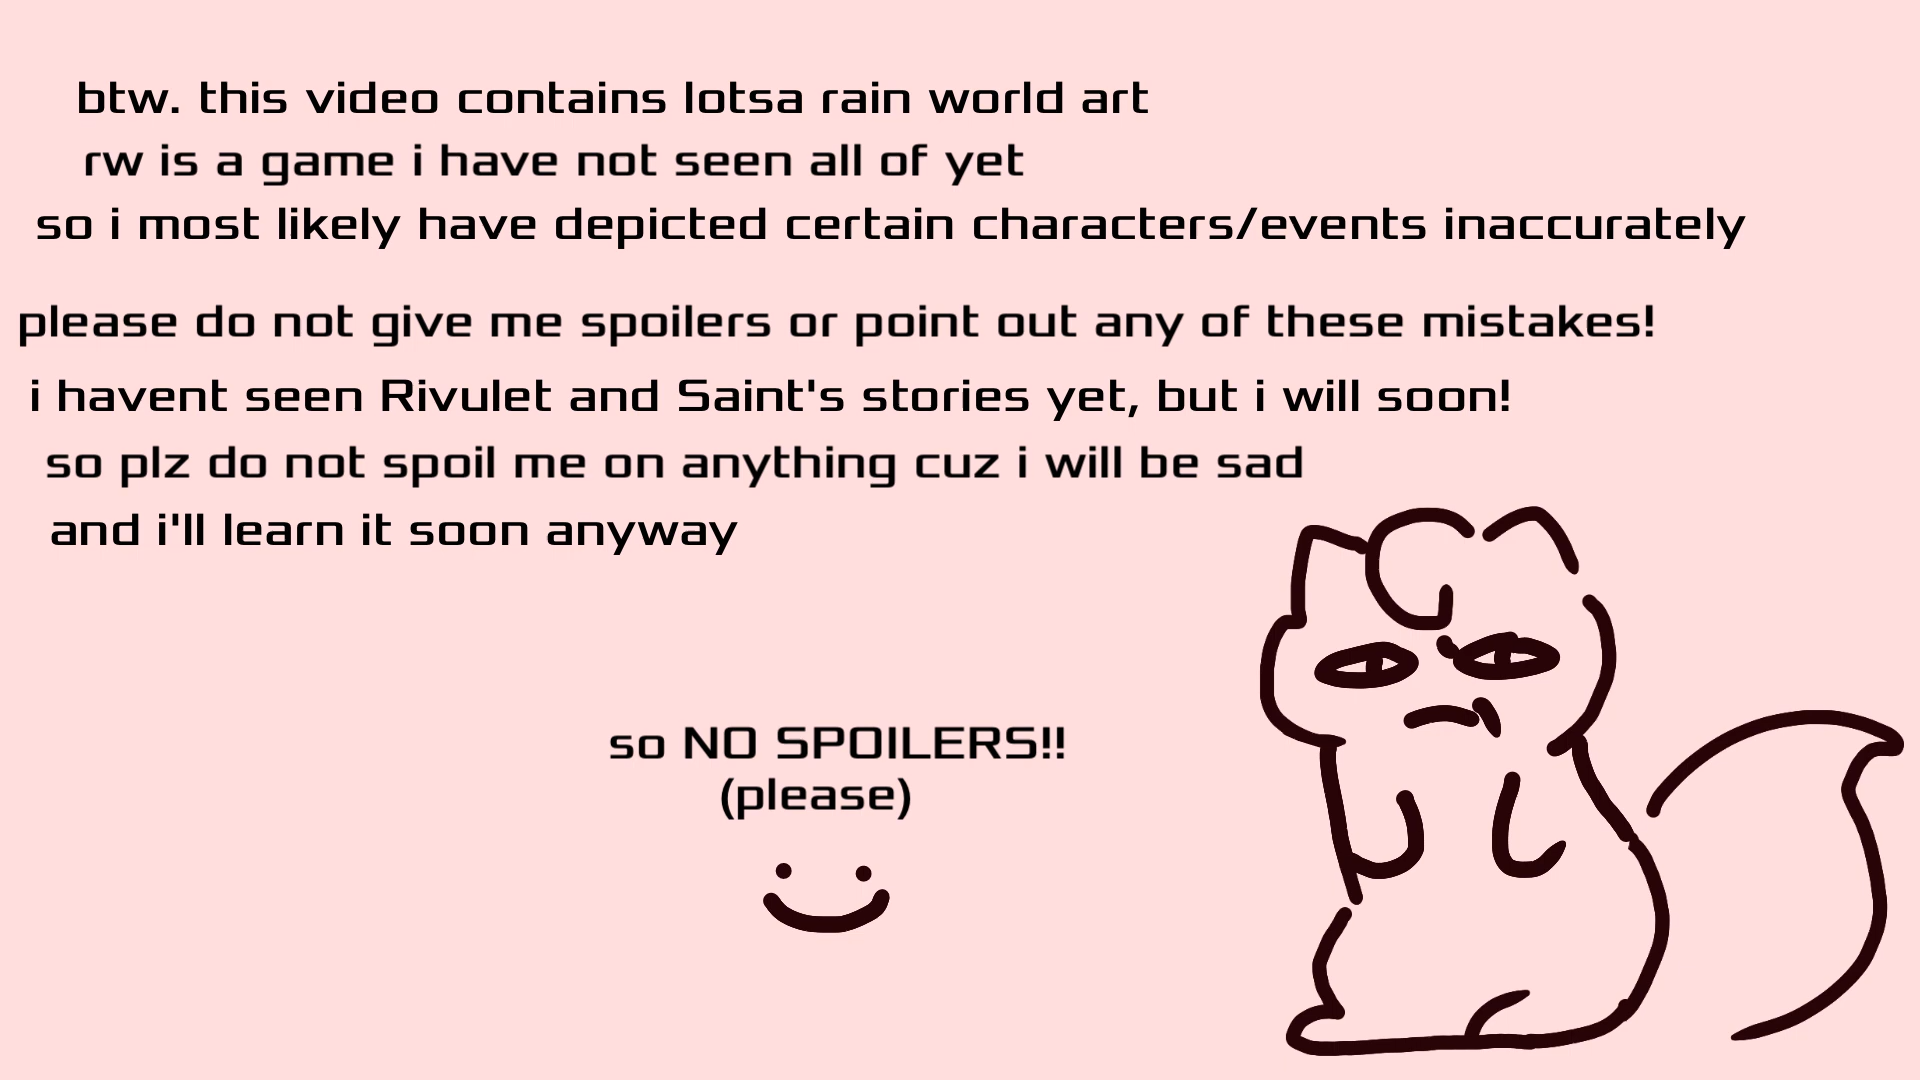 btw. this video contains lotsa rain world art
rw is a game i have not seen all of yet
so i most likely have depicted certain characters/events inaccurately
please do not give me spoilers or point out any of these mistakes!
i havent seen Rivulet and Saint's stories yet, but i will soon!
so plz do not spoil me on anything cuz i will be sad
and i'll learn it soon anyway
so NO SPOILERS!!
(please)